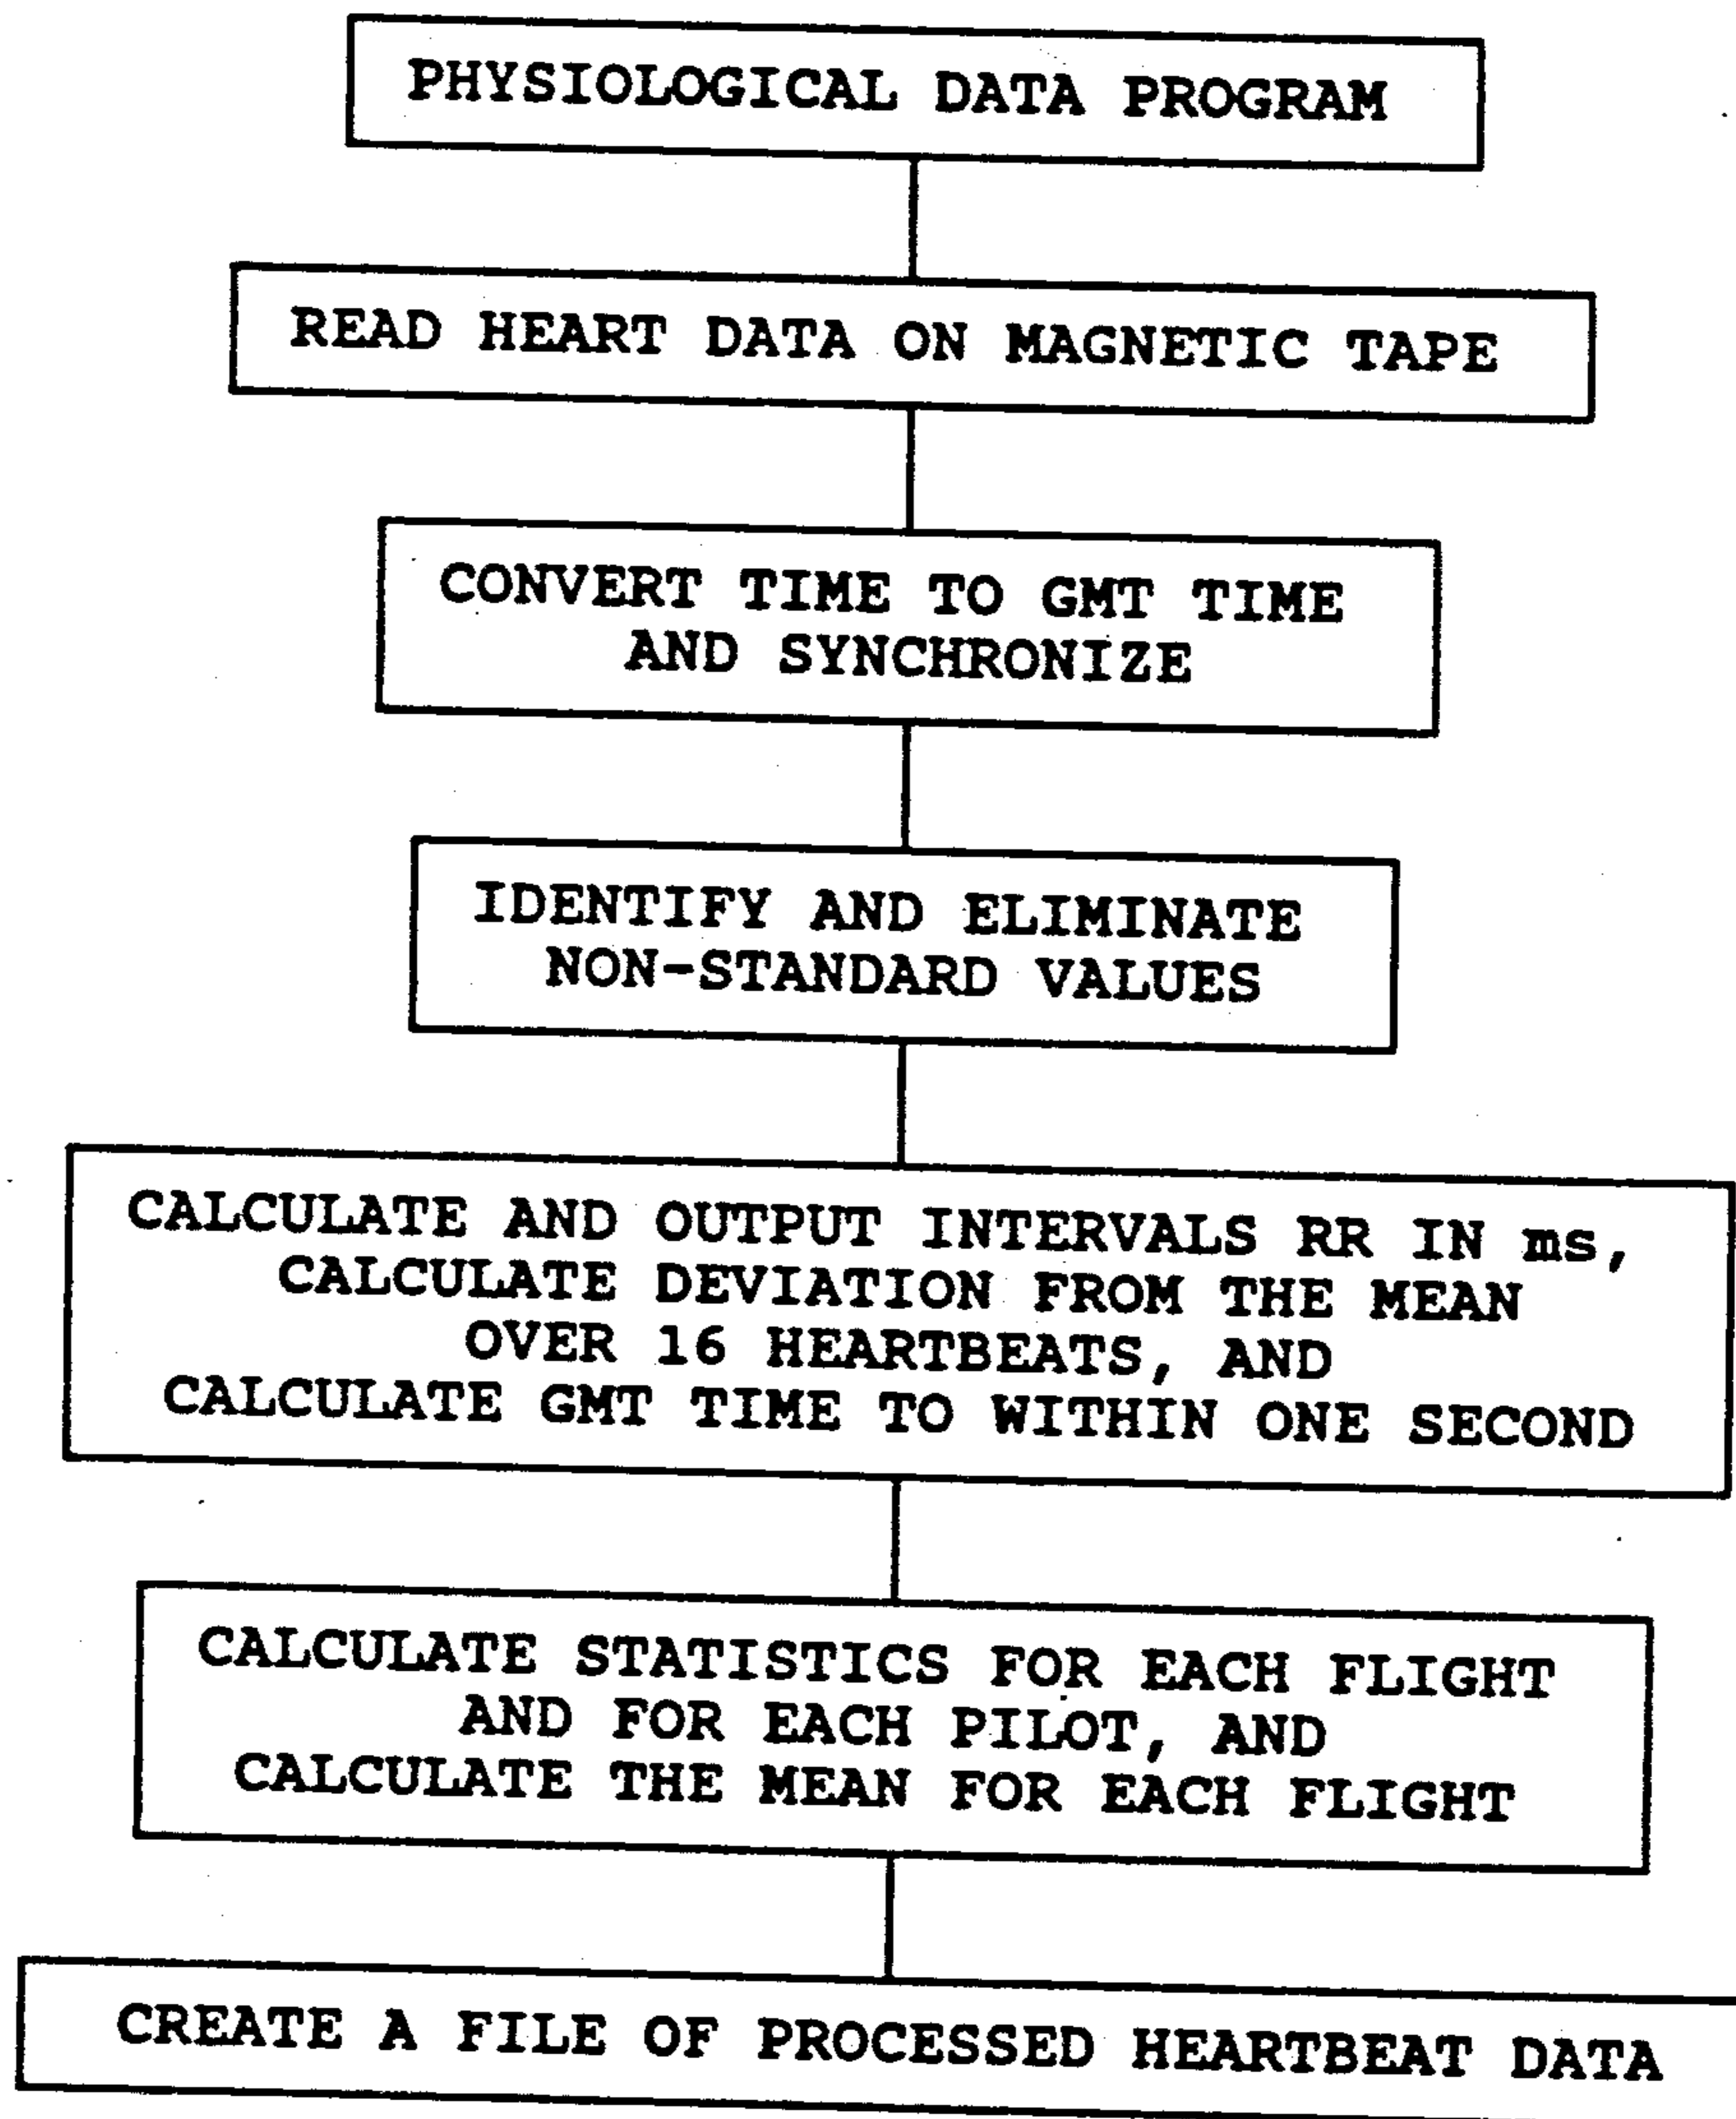 PHYSIOLOGICAL DATA PROGRAM
READ HEART DATA ON MAGNETIC TAPE
CONVERT TIME TO GMT TIME
AND SYNCHRONIZE
IDENTIFY AND ELIMINATE
NON-STANDARD VALUES
CALCULATE AND OUTPUT INTERVALS RR IN ms,
CALCULATE DEVIATION FROM THE MEAN
OVER 16 HEARTBEATS, AND
CALCULATE GMT TIME TO WITHIN ONE SECOND
CALCULATE STATISTICS FOR EACH FLIGHT
AND FOR EACH PILOT, AND
CALCULATE THE MEAN FOR EACH FLIGHT
CREATE A FILE OF PROCESSED HEARTBEAT DATA